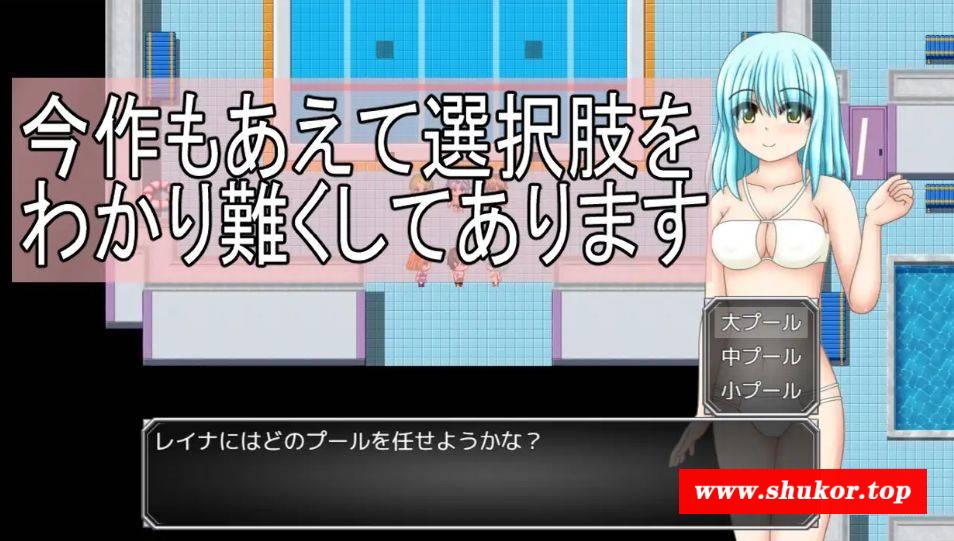 今作もあえて選択肢を
わかり難くしてあります
大プール
中プール
小プール
レイナにはどのプールを任せようかな？
www.shukor.top